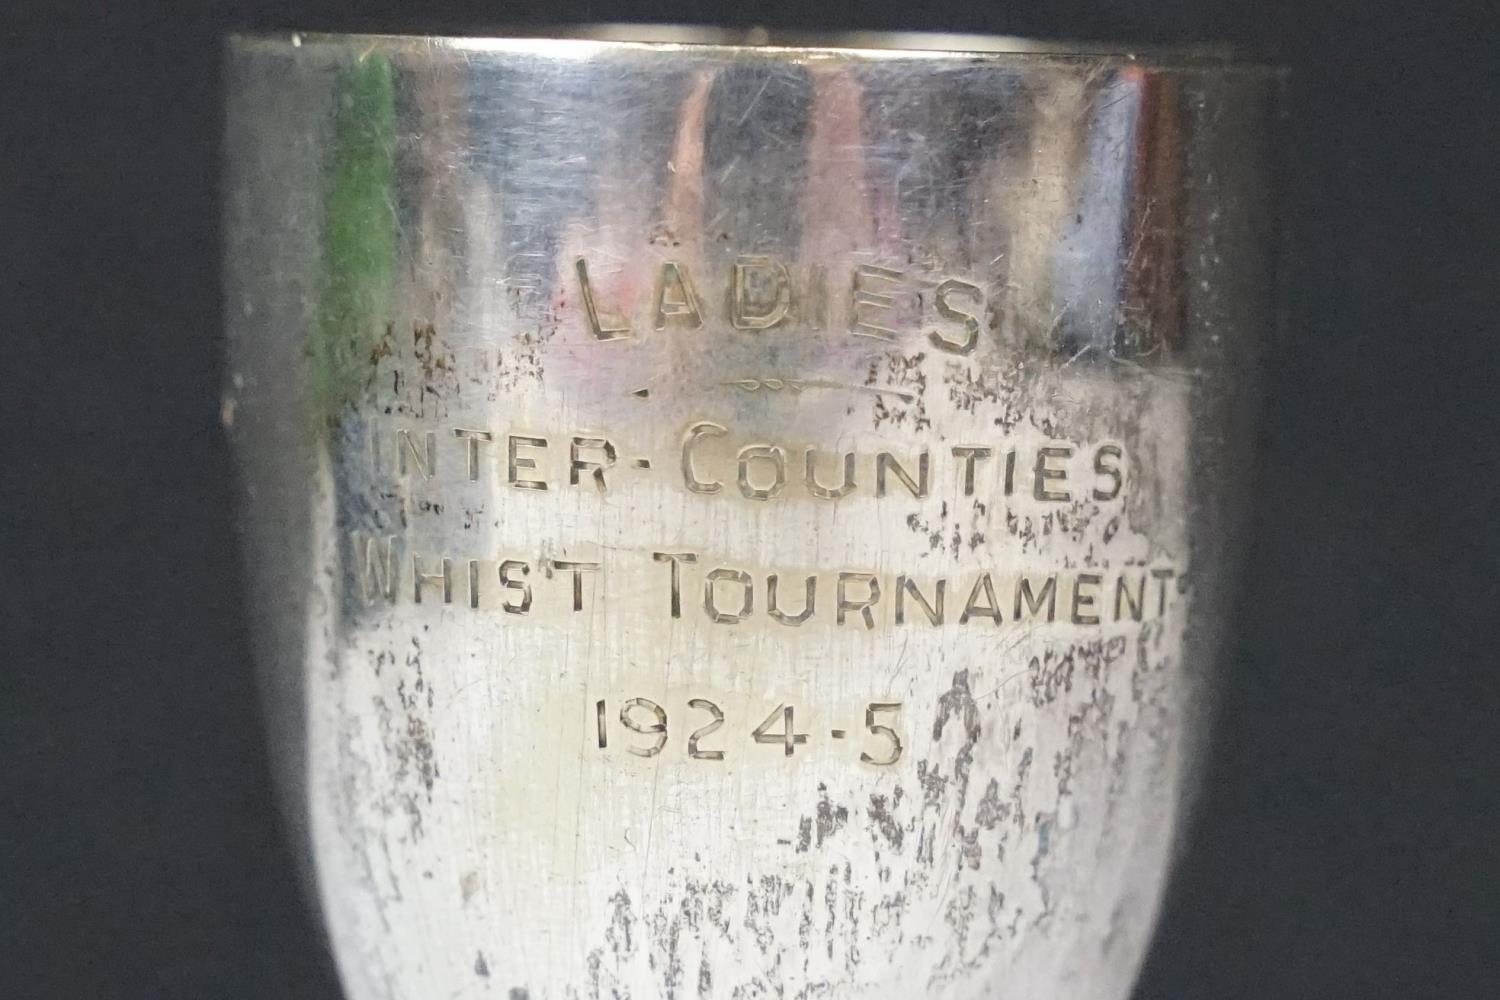 LADIES
INTER-COUNTIES
WHIST TOURNAMENT
1924-5